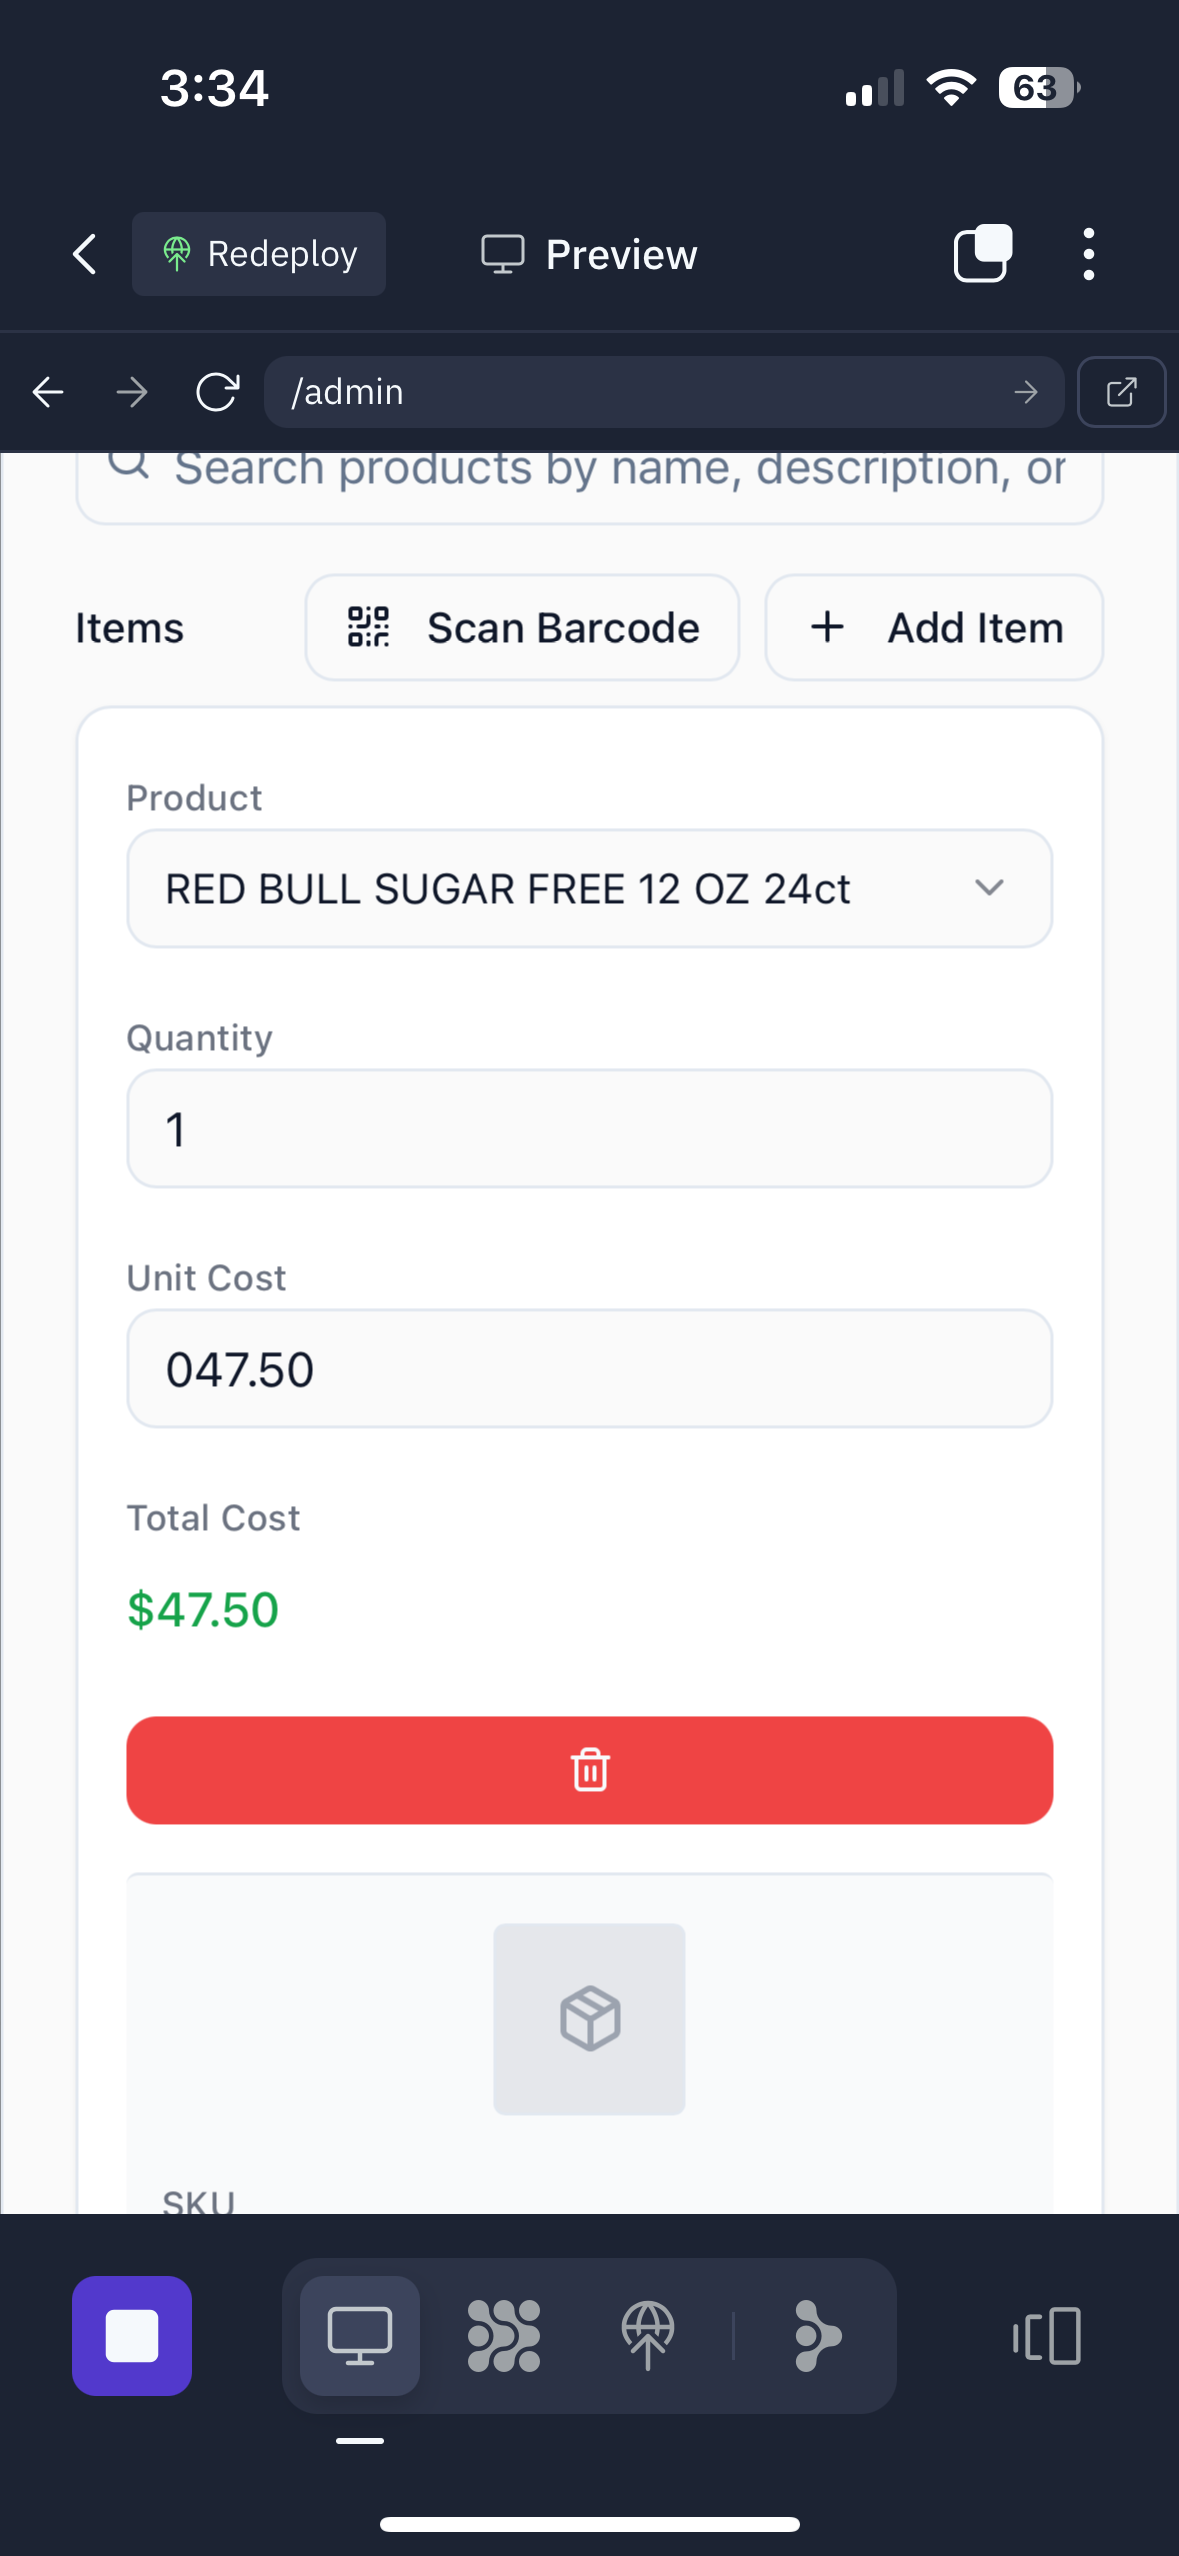 3:34
63
Redeploy
Preview
/admin
Search products by name, description, or
Items
Scan Barcode
Add Item
Product
RED BULL SUGAR FREE 12 OZ 24ct
Quantity
1
Unit Cost
047.50
Total Cost
$47.50
SKU